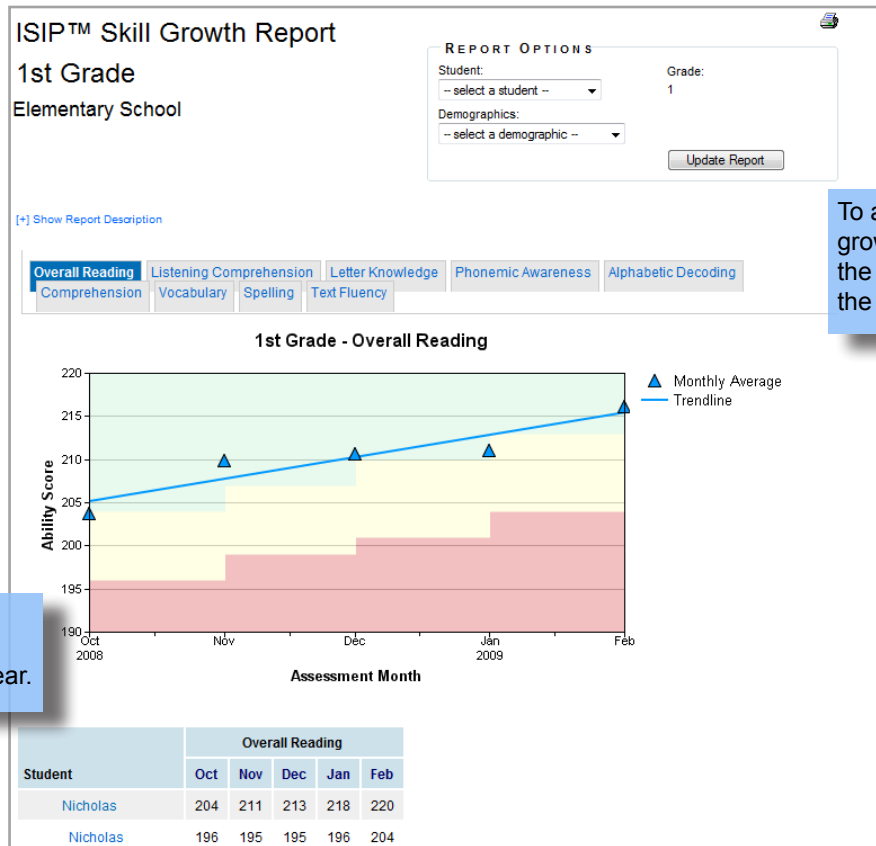 ISIP™ Skill Growth Report
1st Grade
Elementary School
REPORT OPTIONS
Student:
Grade:
-- select a student --
1
Demographics:
-- select a demographic --
Update Report
[+] Show Report Description
To a
grow
the
the
Overall Reading Listening Comprehension Letter Knowledge Phonemic Awareness Alphabetic Decoding
Comprehension Vocabulary Spelling Text Fluency
1st Grade - Overall Reading
220
215
210
205
200
195
190
Ability Score
Monthly Average
Trendline
Oct Nov Dec Jan Feb
2008 2009
Assessment Month
ear.
Overall Reading
Student Oct Nov Dec Jan Feb
Nicholas 204 211 213 218 220
Nicholas 196 195 195 196 204